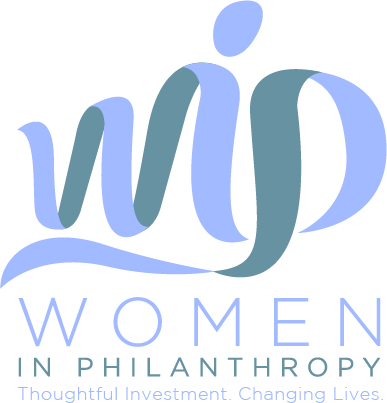 wip
WOMEN
IN PHILANTHROPY
Thoughtful Investment. Changing Lives.